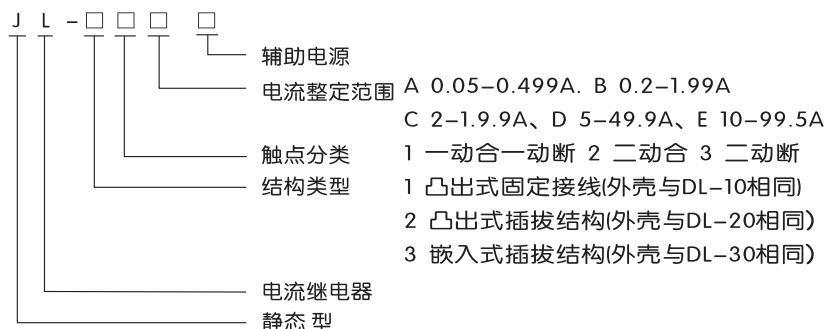 J L-□□□ □
辅助电源
电流整定范围 A 0.05-0.499A. B 0.2-1.99A
C 2-1.9.9A、D 5-49.9A、E 10-99.5A
触点分类 1 一动合一动断 2 二动合 3 二动断
结构类型 1 凸出式固定接线(外壳与DL-10相同)
2 凸出式插拔结构(外壳与DL-20相同)
3 嵌入式插拔结构(外壳与DL-30相同)
电流继电器
静态型